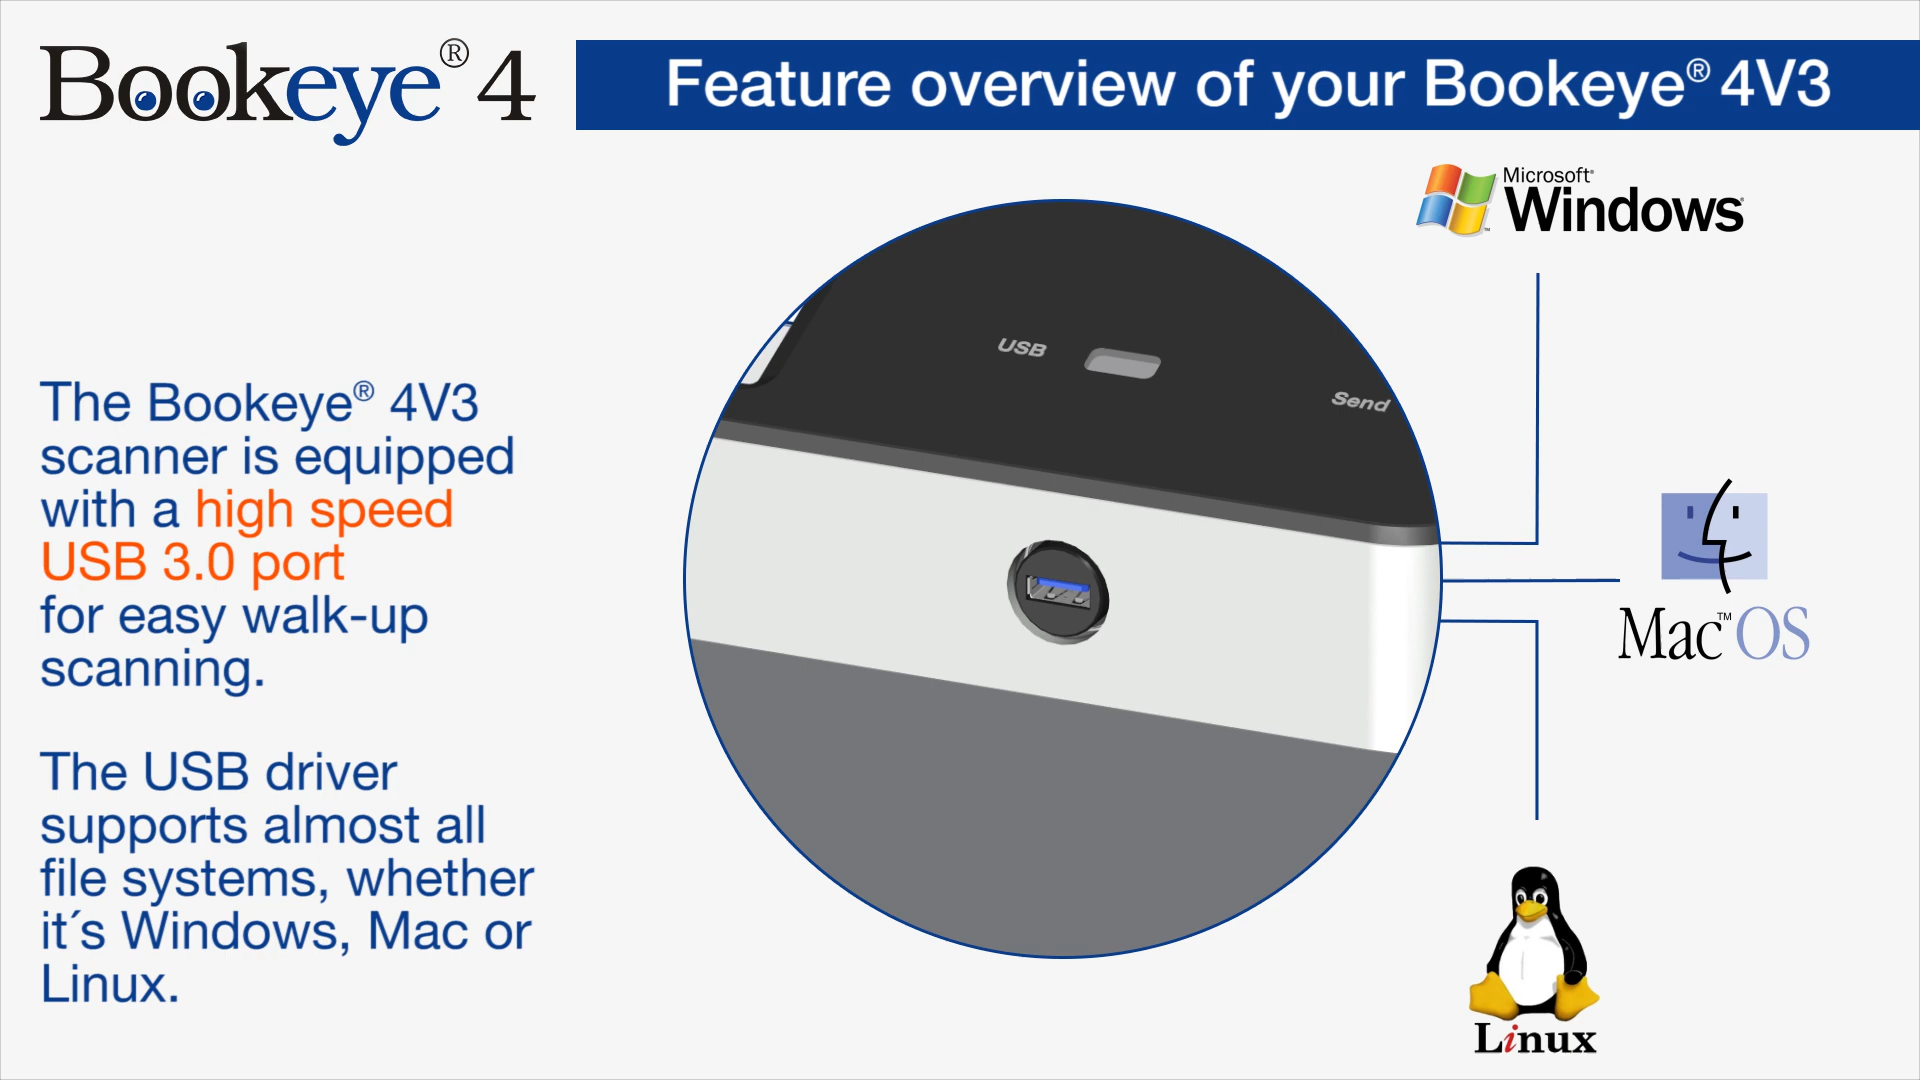 Bookeye® 4
Feature overview of your Bookeye® 4V3
Microsoft®
Windows®
USB
Send
The Bookeye® 4V3
scanner is equipped
with a high speed
USB 3.0 port
for easy walk-up
scanning.
The USB driver
supports almost all
file systems, whether
it´s Windows, Mac or
Linux.
Mac™OS
Linux